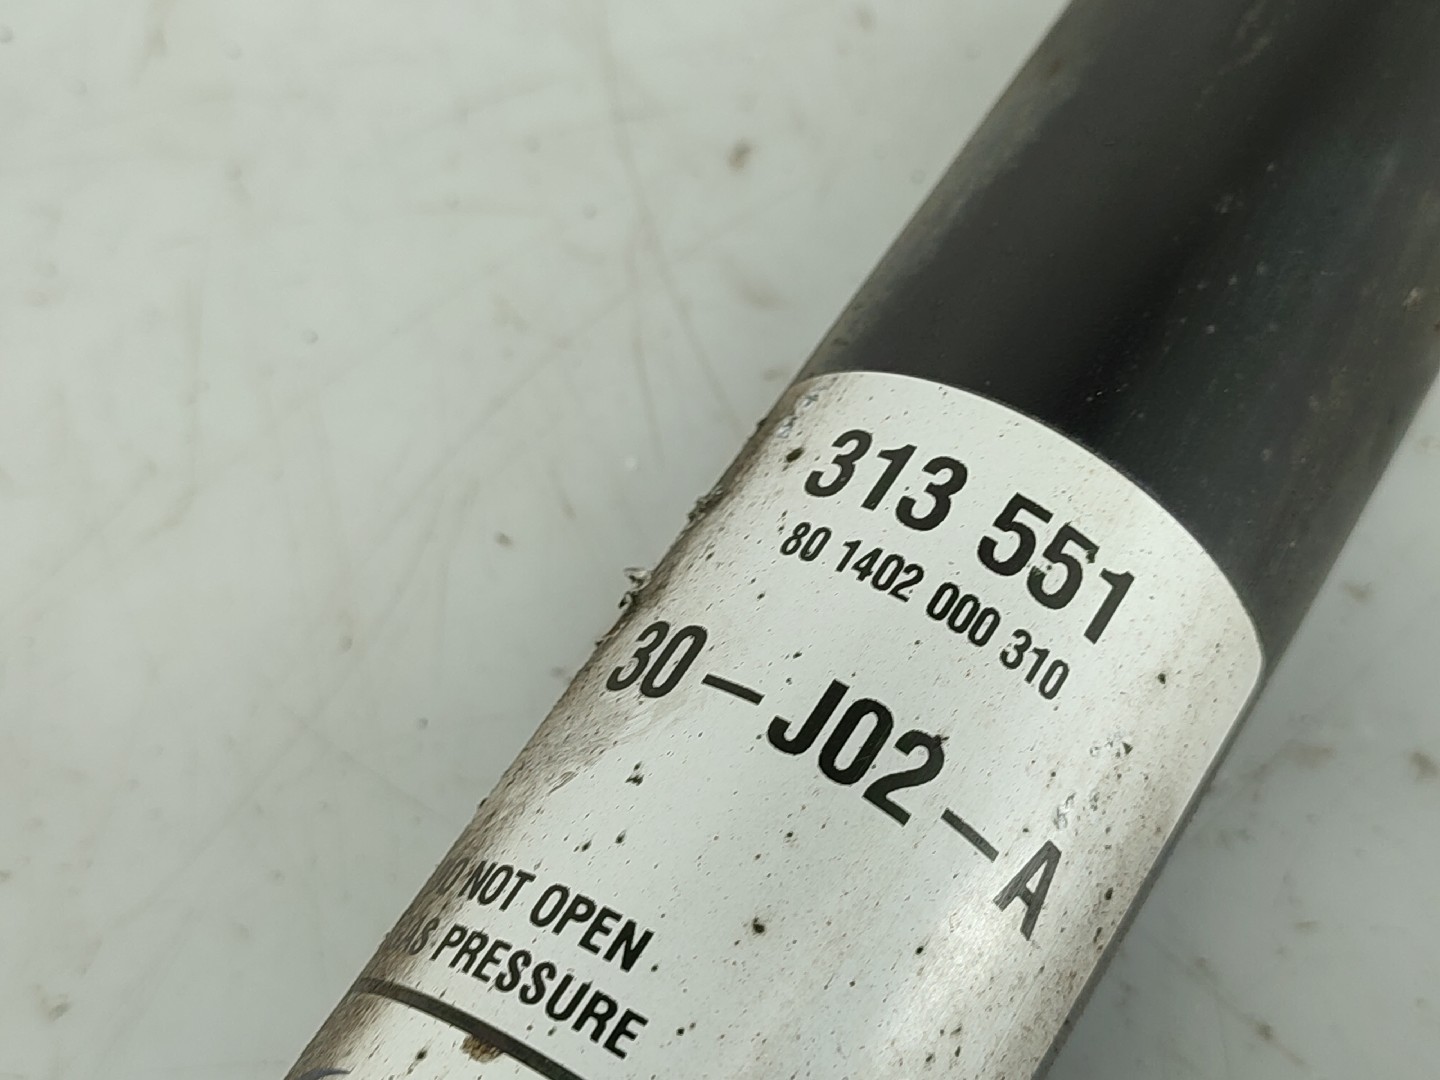 313 551
80 1402 000 310
30-J02-A
NOT OPEN
PRESSURE